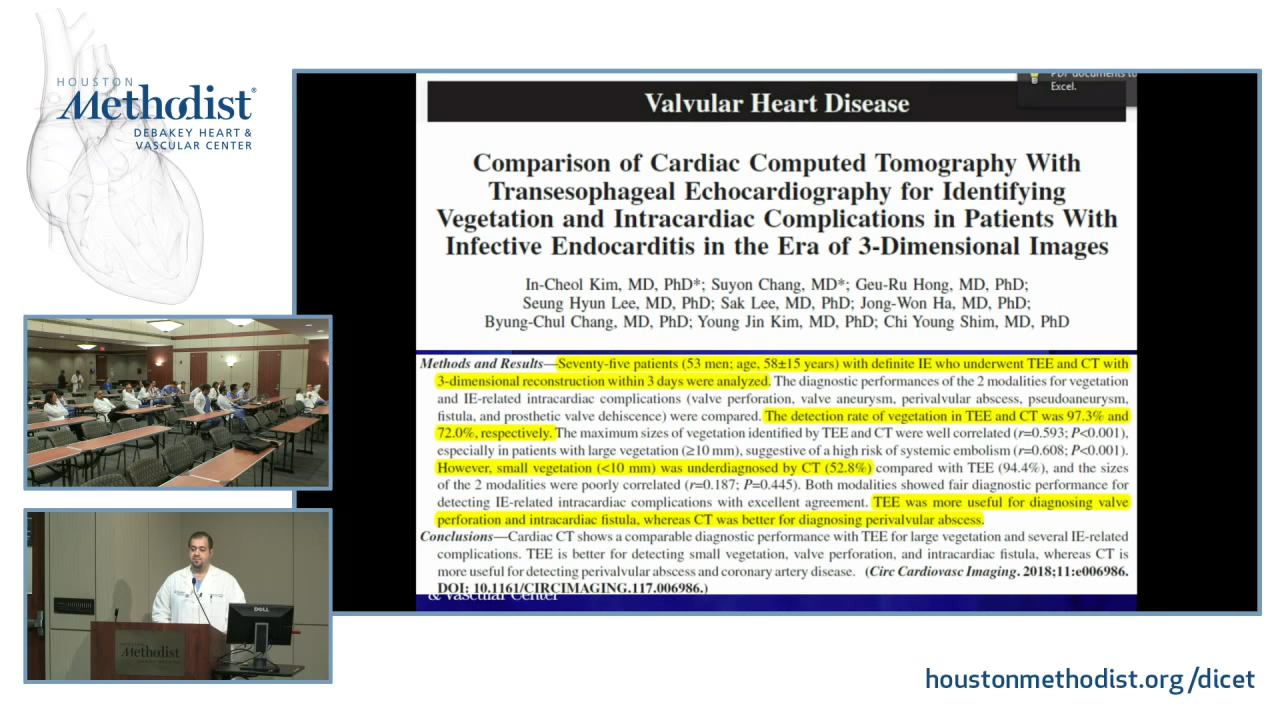 HOUSTON
Methodist®
DEBAKEY HEART &
VASCULAR CENTER
PDF documents to
Excel.
Valvular Heart Disease
Comparison of Cardiac Computed Tomography With
Transesophageal Echocardiography for Identifying
Vegetation and Intracardiac Complications in Patients With
Infective Endocarditis in the Era of 3-Dimensional Images
In-Cheol Kim, MD, PhD*; Suyon Chang, MD*; Geu-Ru Hong, MD, PhD;
Seung Hyun Lee, MD, PhD; Sak Lee, MD, PhD; Jong-Won Ha, MD, PhD;
Byung-Chul Chang, MD, PhD; Young Jin Kim, MD, PhD; Chi Young Shim, MD, PhD
Methods and Results—Seventy-five patients (53 men; age, 58±15 years) with definite IE who underwent TEE and CT with
3-dimensional reconstruction within 3 days were analyzed. The diagnostic performances of the 2 modalities for vegetation
and IE-related intracardiac complications (valve perforation, valve aneurysm, perivalvular abscess, pseudoaneurysm,
fistula, and prosthetic valve dehiscence) were compared. The detection rate of vegetation in TEE and CT was 97.3% and
72.0%, respectively. The maximum sizes of vegetation identified by TEE and CT were well correlated (r=0.593; P<0.001),
especially in patients with large vegetation (≥10 mm), suggestive of a high risk of systemic embolism (r=0.608; P<0.001).
However, small vegetation (<10 mm) was underdiagnosed by CT (52.8%) compared with TEE (94.4%), and the sizes
of the 2 modalities were poorly correlated (r=0.187; P=0.445). Both modalities showed fair diagnostic performance for
detecting IE-related intracardiac complications with excellent agreement. TEE was more useful for diagnosing valve
perforation and intracardiac fistula, whereas CT was better for diagnosing perivalvular abscess.
Conclusions—Cardiac CT shows a comparable diagnostic performance with TEE for large vegetation and several IE-related
complications. TEE is better for detecting small vegetation, valve perforation, and intracardiac fistula, whereas CT is
more useful for detecting perivalvular abscess and coronary artery disease. (Circ Cardiovasc Imaging. 2018;11:e006986.
DOI: 10.1161/CIRCIMAGING.117.006986.)
& Vascular Center
DELL
Methodist
houstonmethodist.org/dicet